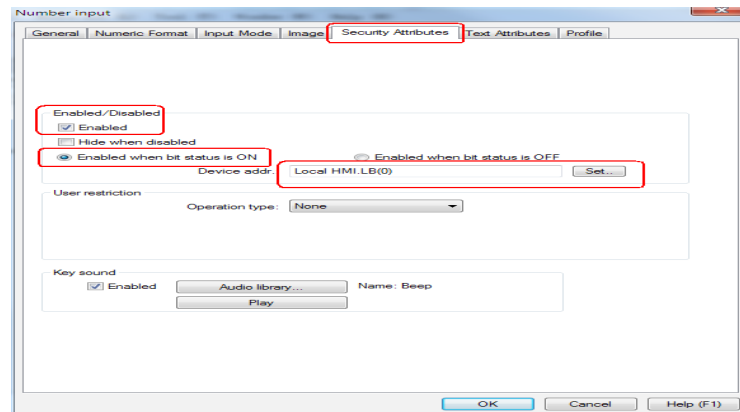 Number input
General Numeric Format Input Mode Image Security Attributes Text Attributes Profile
Enabled/Disabled
Enabled
Hide when disabled
Enabled when bit status is ON Enabled when bit status is OFF
Device addr. Local HMI.LB(0) Set...
User restriction
Operation type: None
Key sound
Enabled Audio library... Name: Beep
Play
OK Cancel Help (F1)